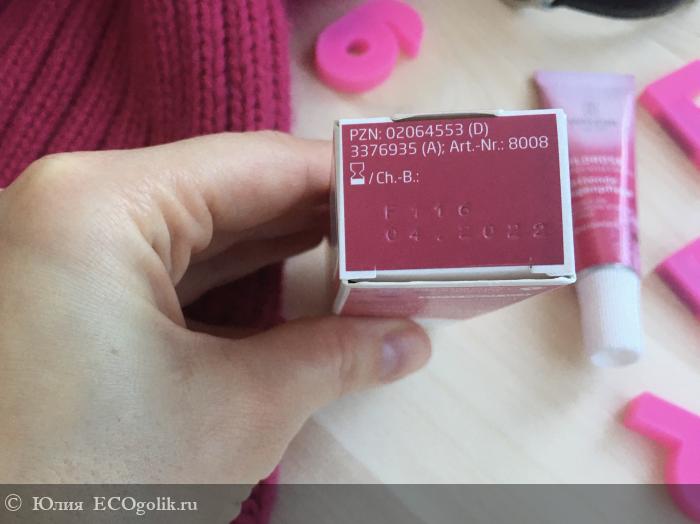 PZN: 02064553 (D)
3376935 (A); Art.-Nr.: 8008
/Ch.-B.:
F116
04.2022
© Юлия ECOgolik.ru